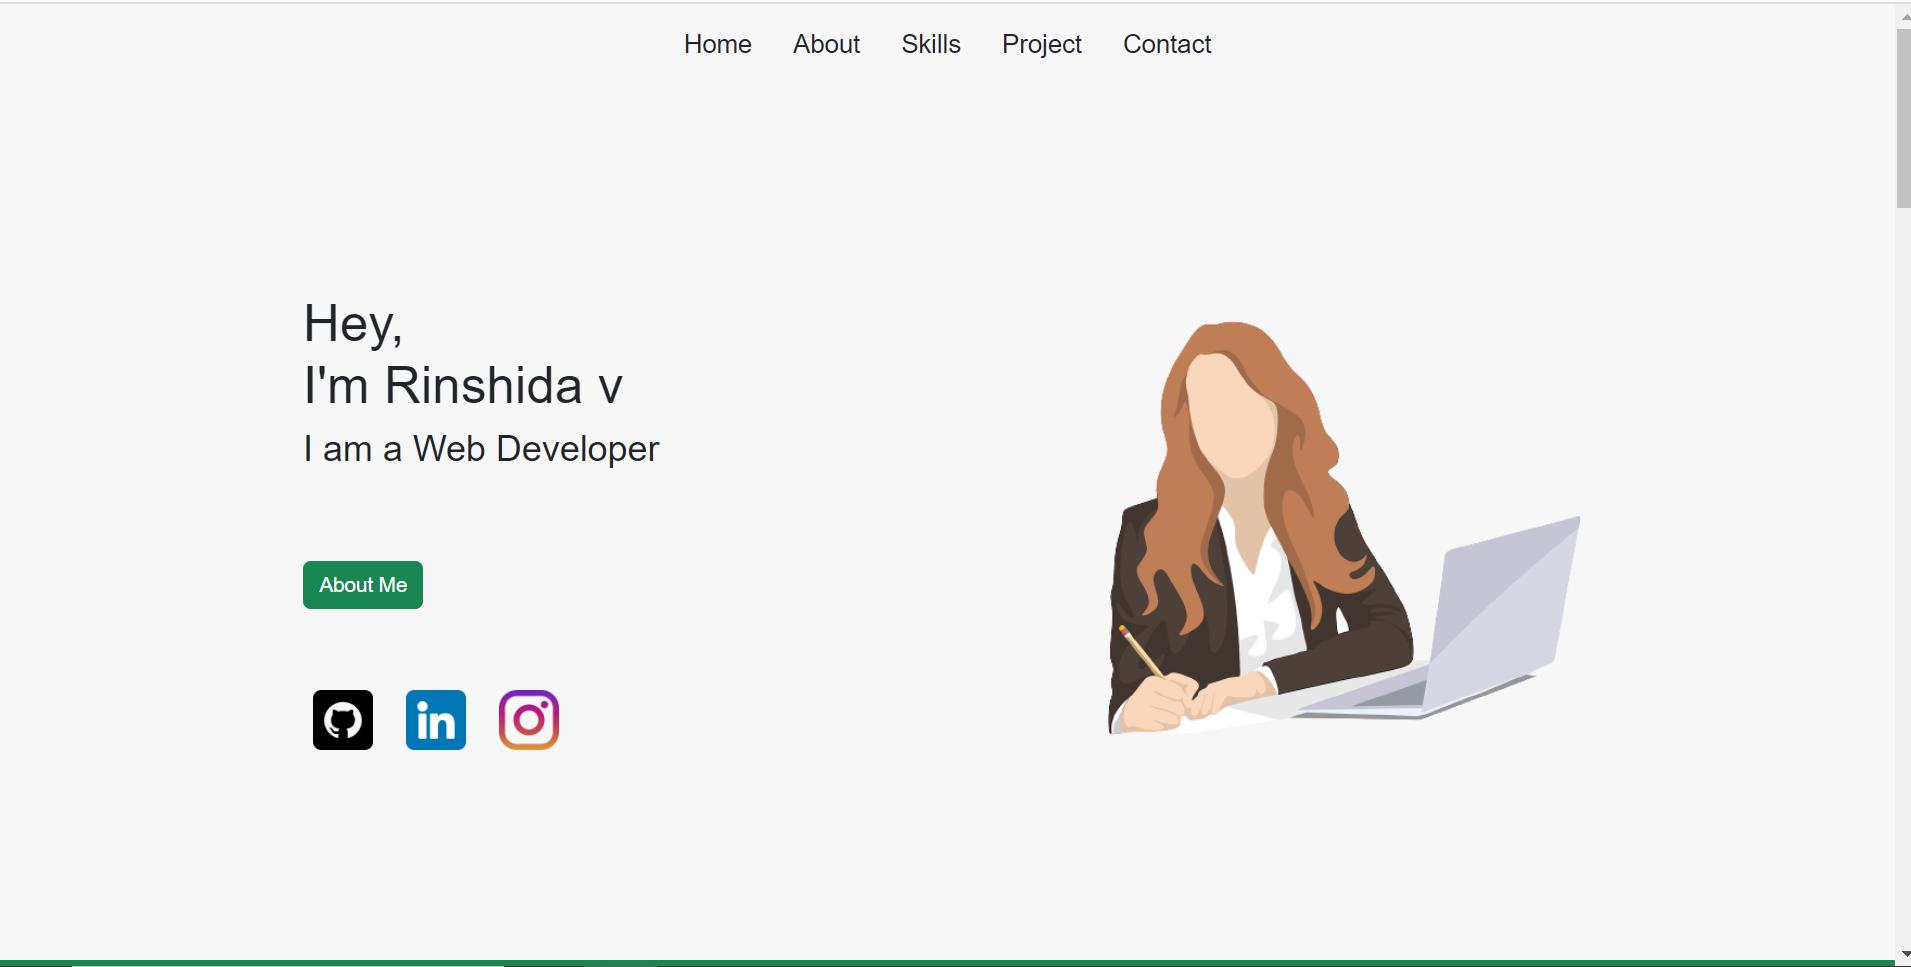 Home About Skills Project Contact
Hey,
I'm Rinshida v
I am a Web Developer
About Me
in